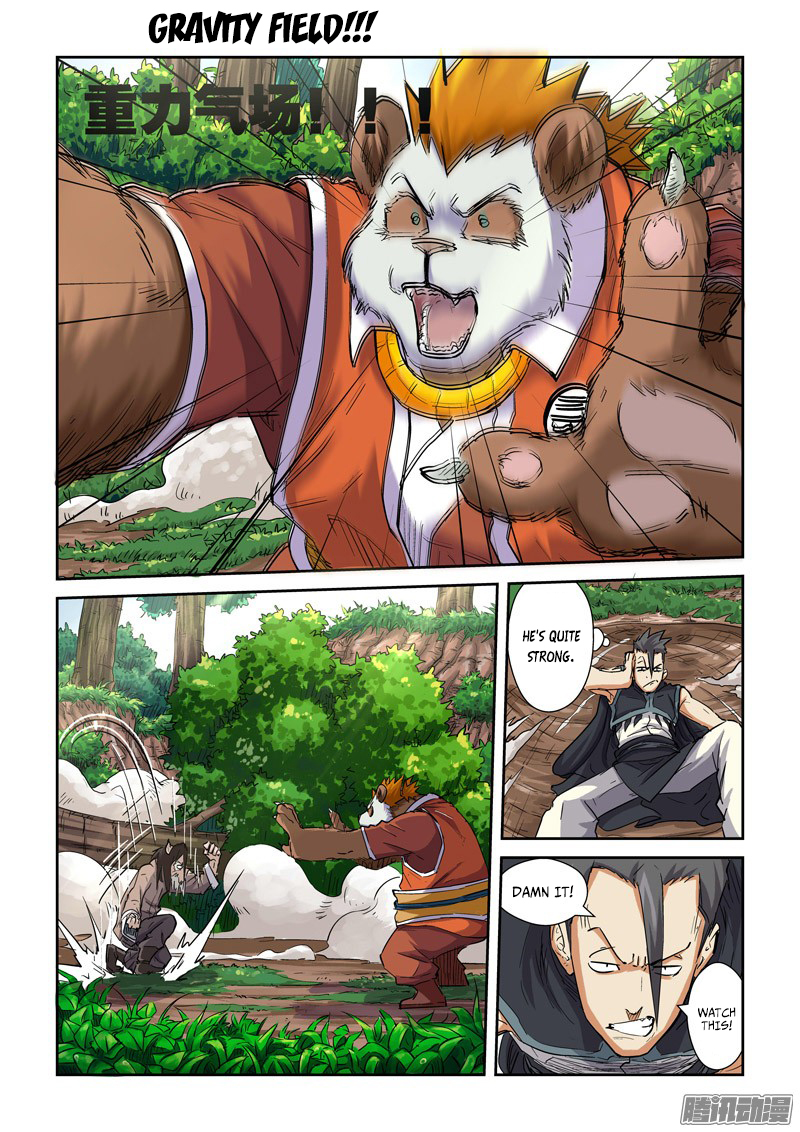 GRAVITY FIELD!!!
重力气场！！！
HE'S QUITE
STRONG.
DAMN IT!
WATCH
THIS!
腾讯动漫